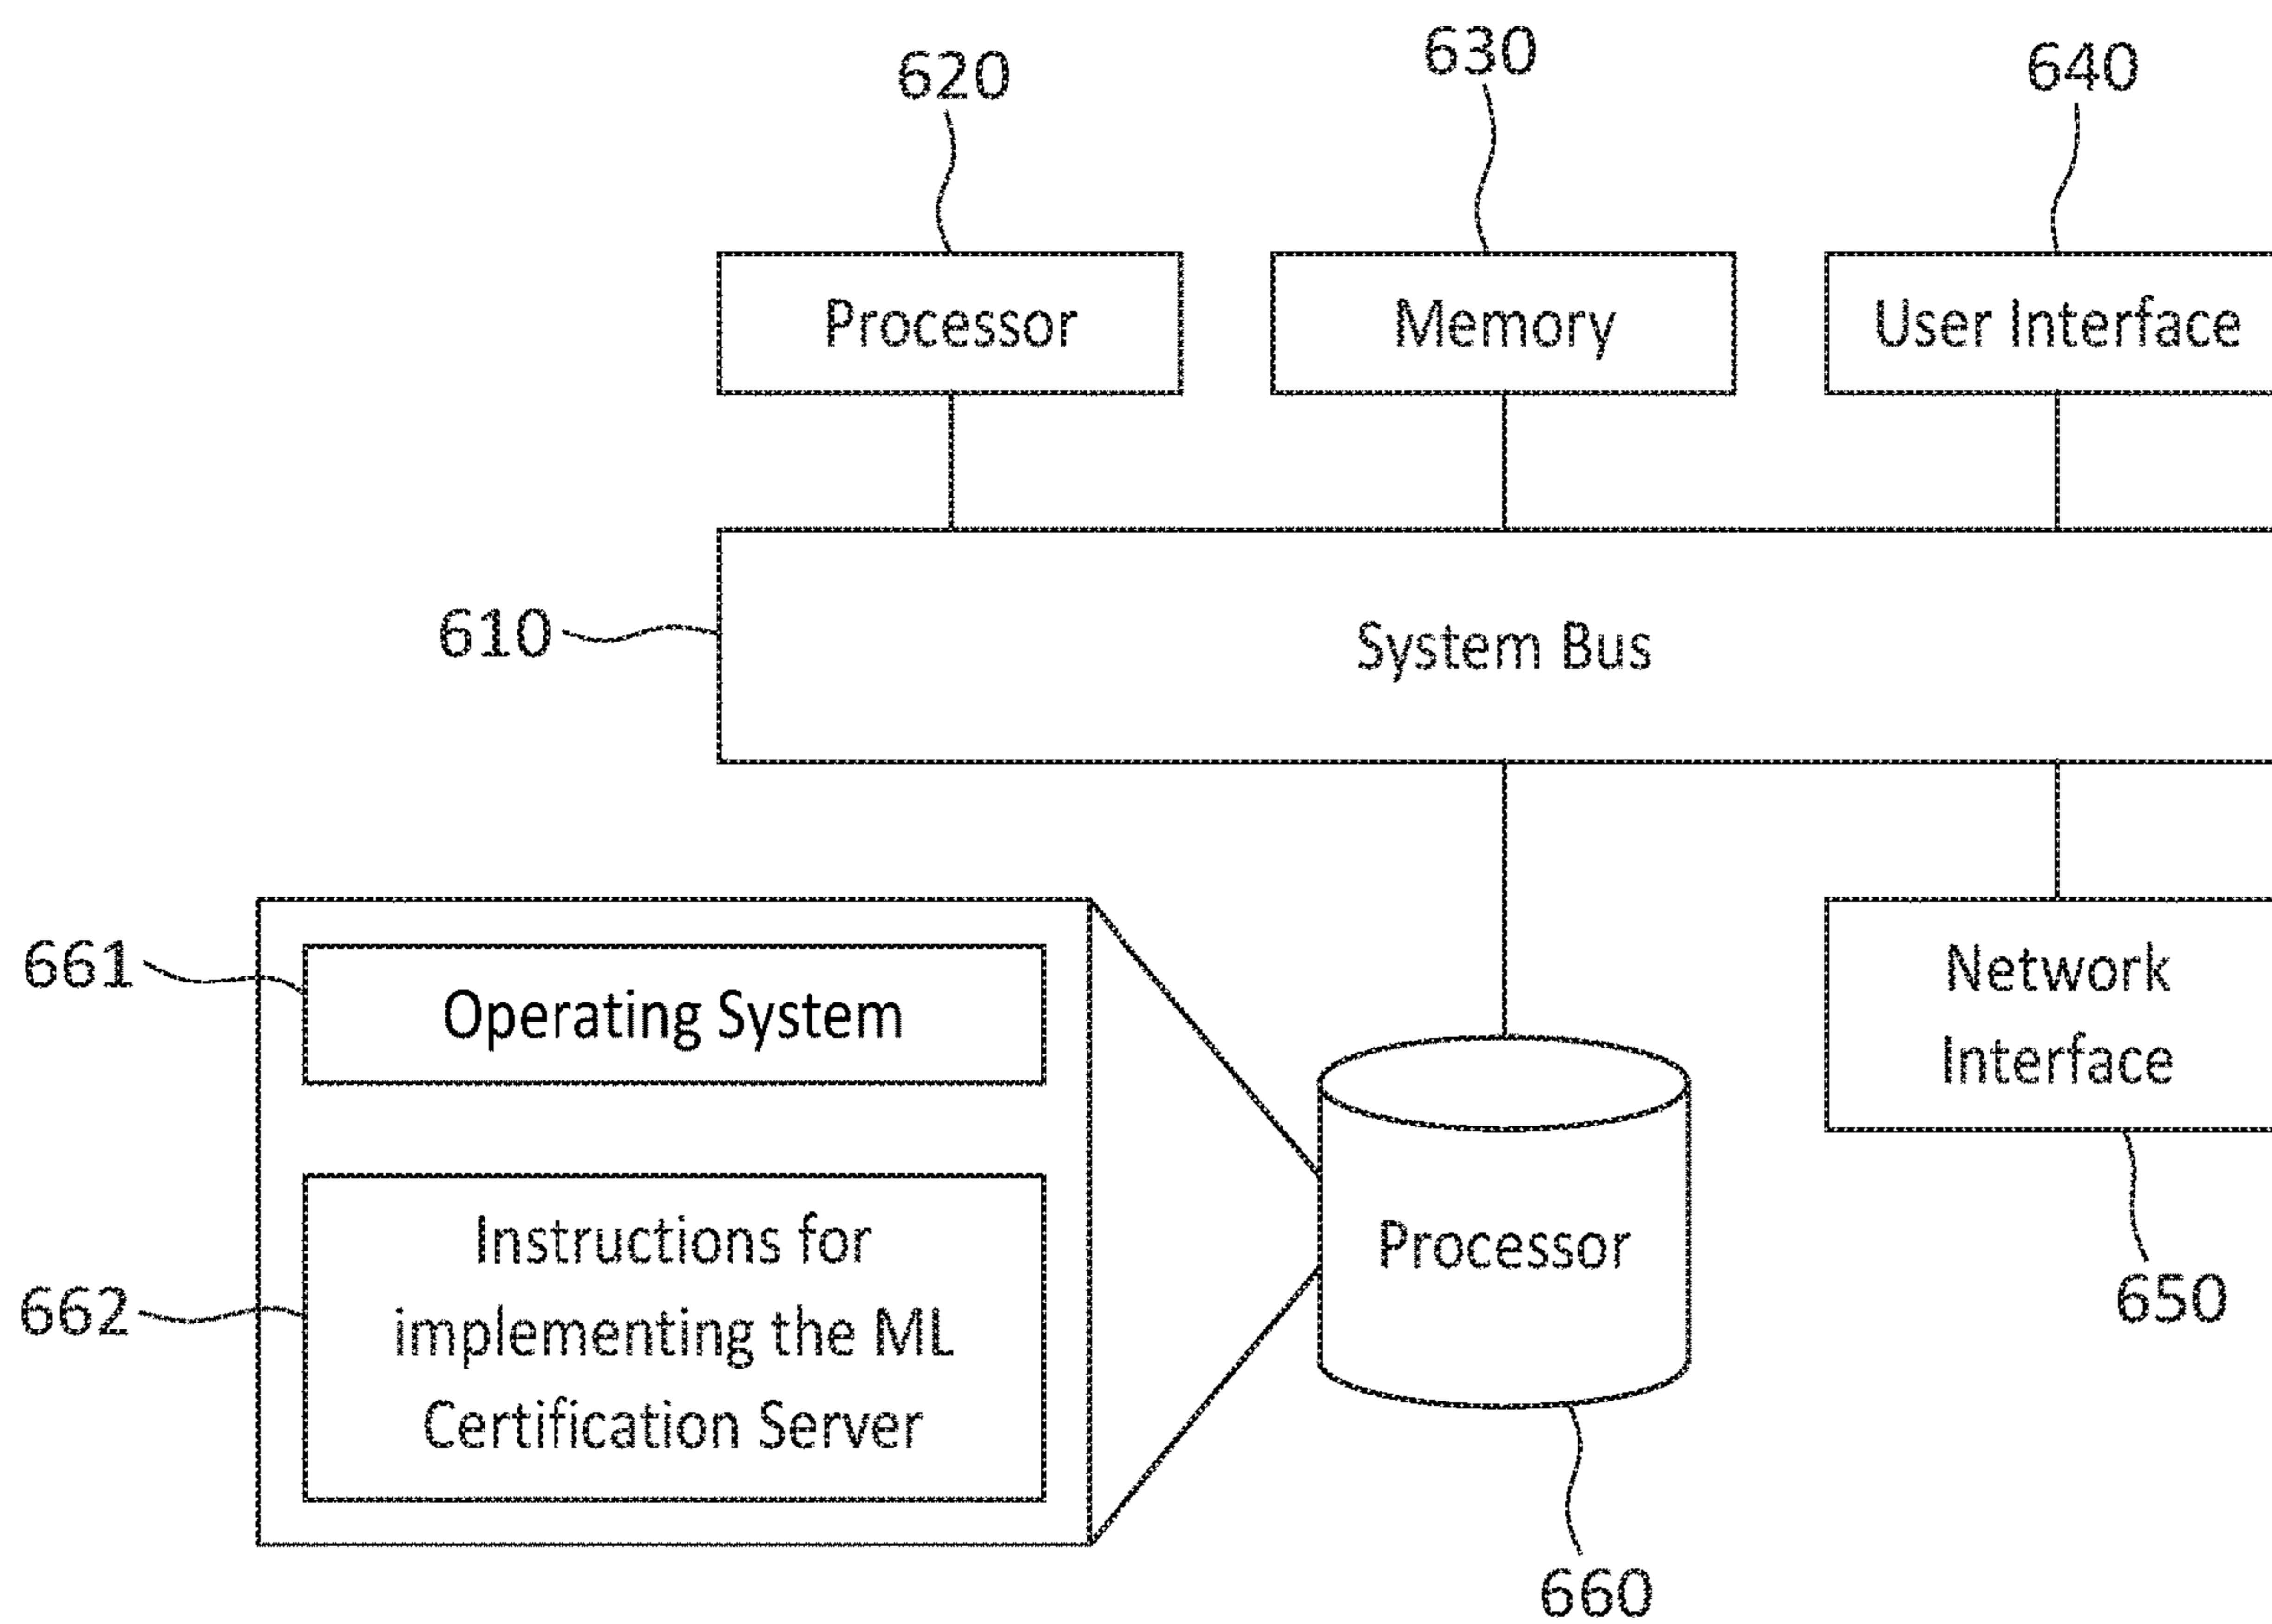 620
630
640
Processor
Memory
User Interface
610
System Bus
661
Operating System
Network
Interface
662
Instructions for
implementing the ML
Certification Server
Processor
650
660